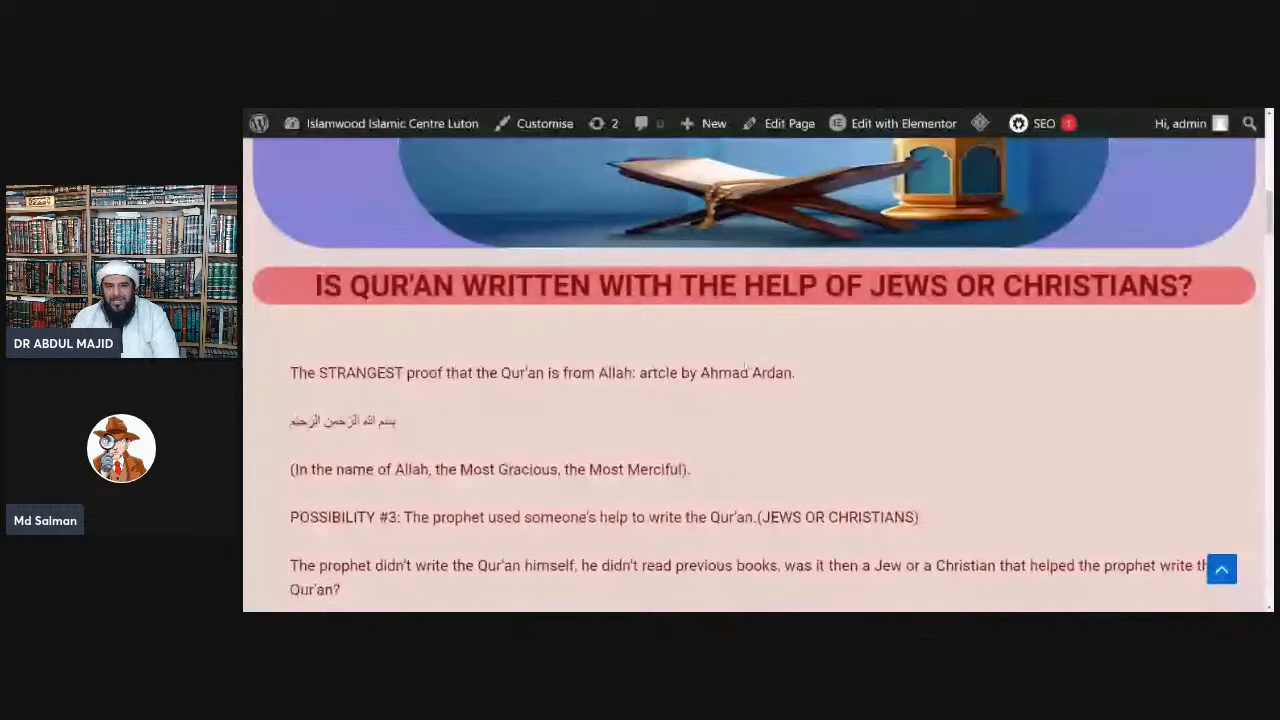 Islamwood Islamic Centre Luton Customise 2 0 New Edit Page Edit with Elementor SEO 1 Hi, admin
IS QUR'AN WRITTEN WITH THE HELP OF JEWS OR CHRISTIANS?
The STRANGEST proof that the Qur'an is from Allah: artcle by Ahmad Ardan.
بسم الله الرّحمن الرّحيم
(In the name of Allah, the Most Gracious, the Most Merciful).
POSSIBILITY #3: The prophet used someone's help to write the Qur'an.(JEWS OR CHRISTIANS)
The prophet didn't write the Qur'an himself, he didn't read previous books, was it then a Jew or a Christian that helped the prophet write
Qur'an?
DR ABDUL MAJID
Md Salman